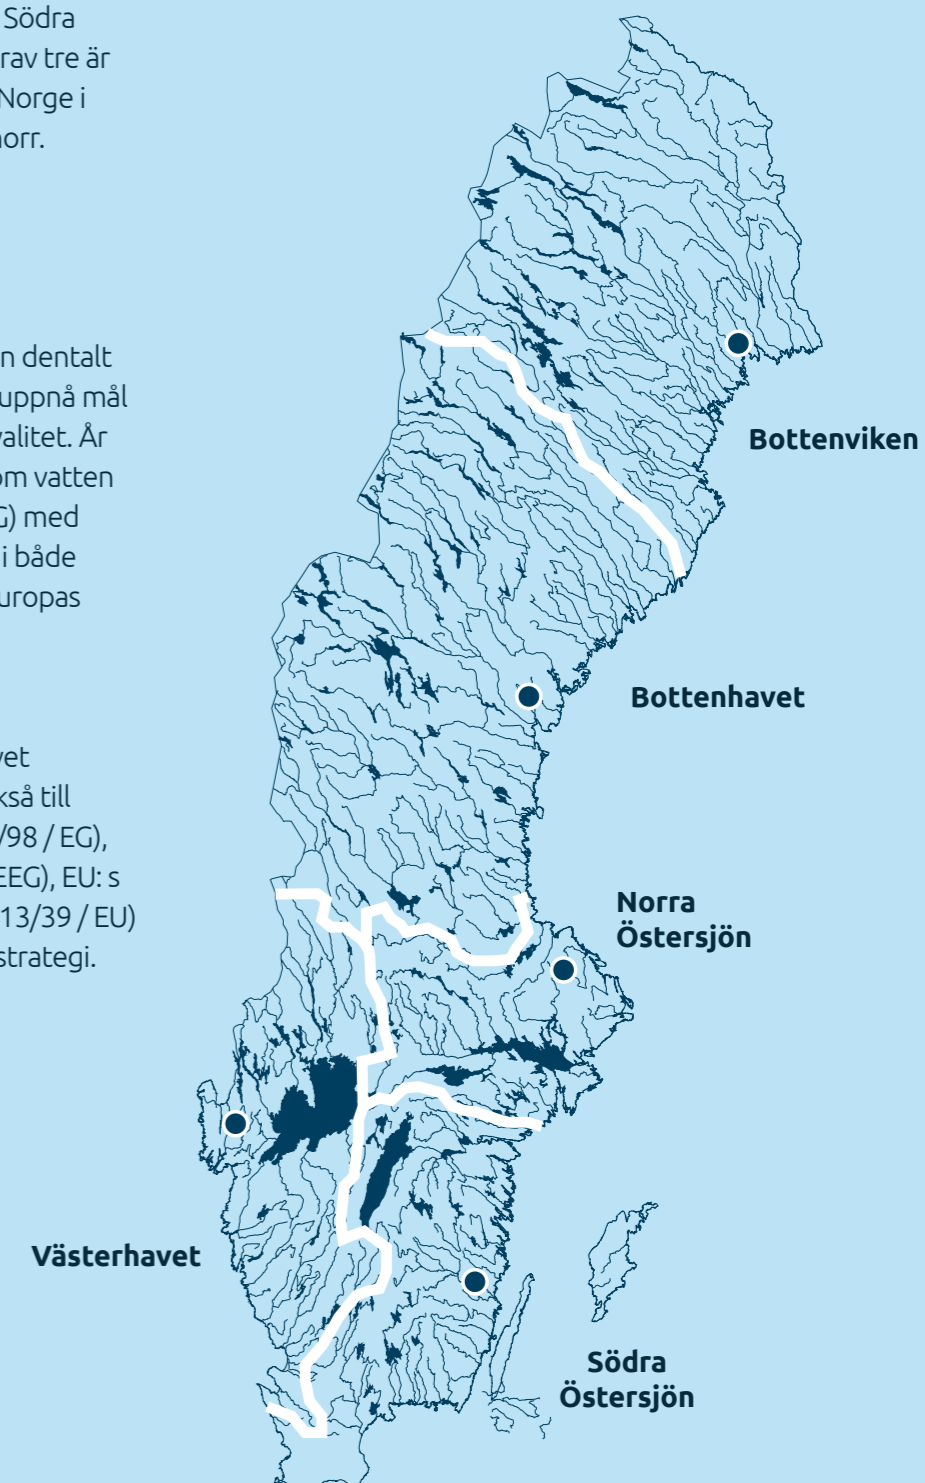 Södra
rav tre är
Norge i
norr.
n dentalt
uppnå mål
alitet. År
om vatten
G) med
i både
uropas
vet
kså till
/98 / EG),
EEG), EU: s
13/39 / EU)
strategi.
Bottenviken
Bottenhavet
Norra
Östersjön
Västerhavet
Södra
Östersjön